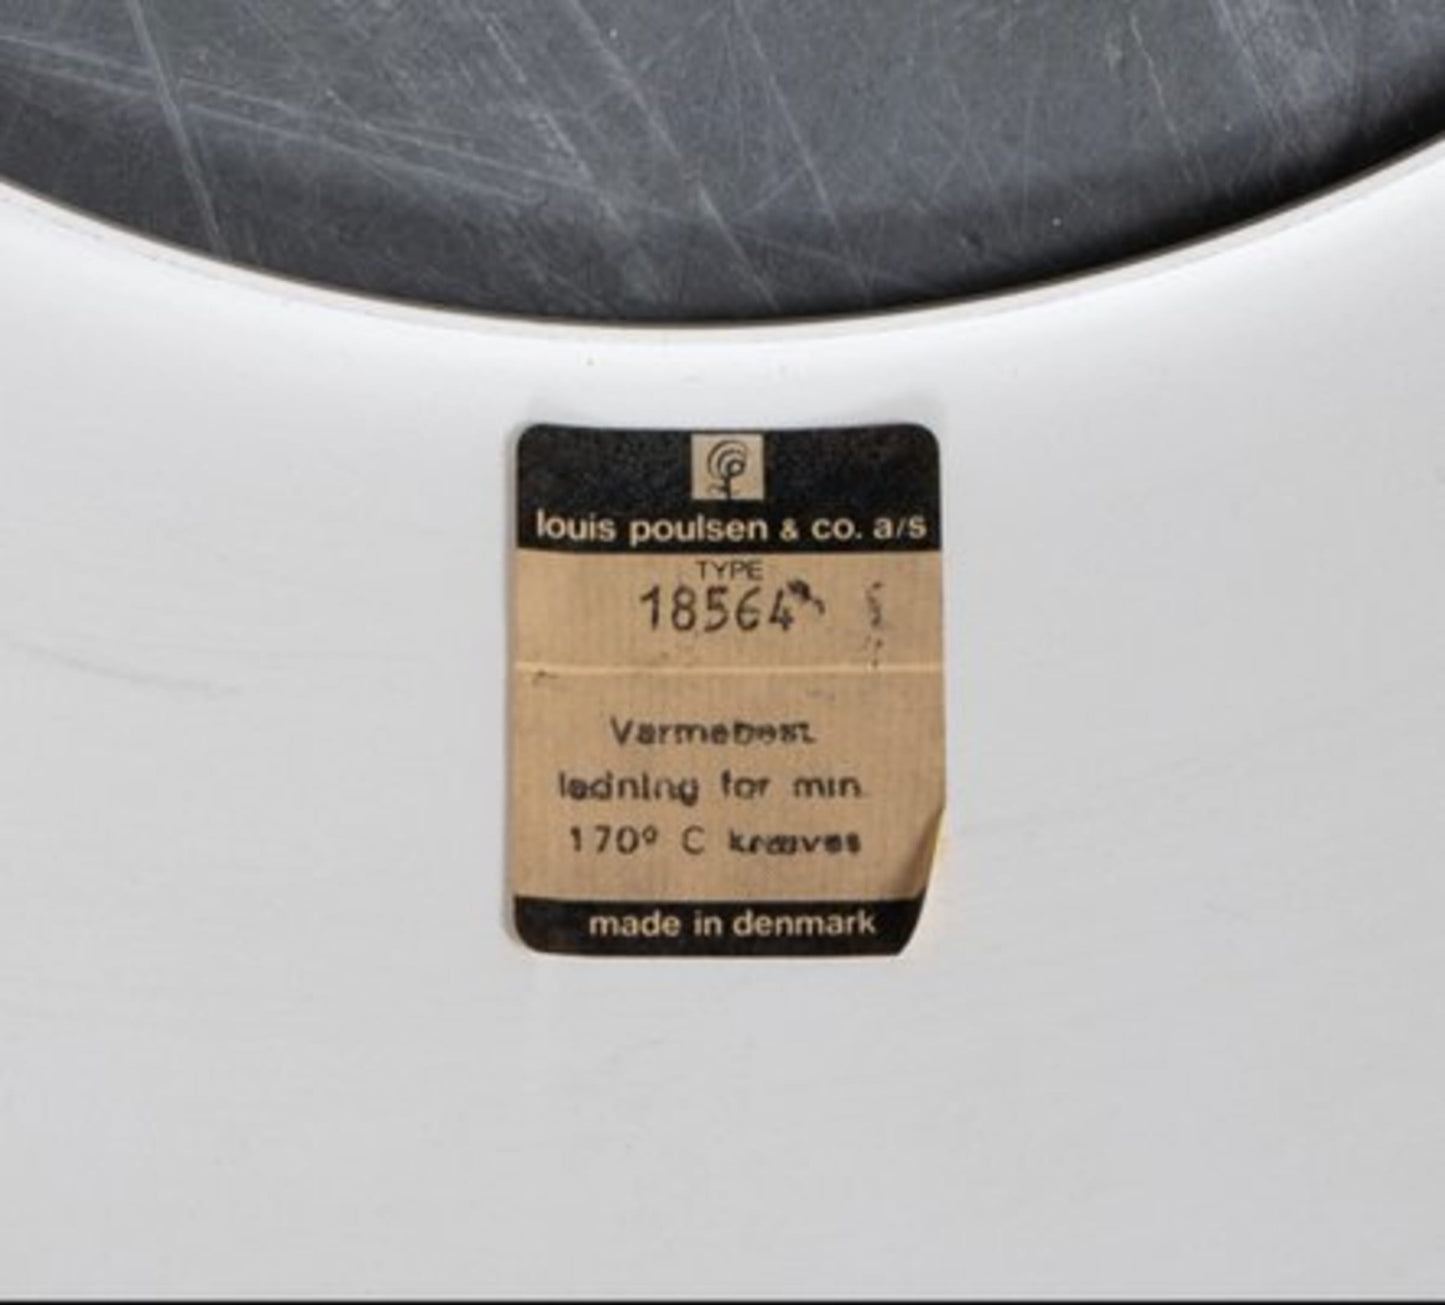 louis poulsen & co. a/s
TYPE
18564
Varmebest.
ledning for min.
170° C kræves
made in denmark